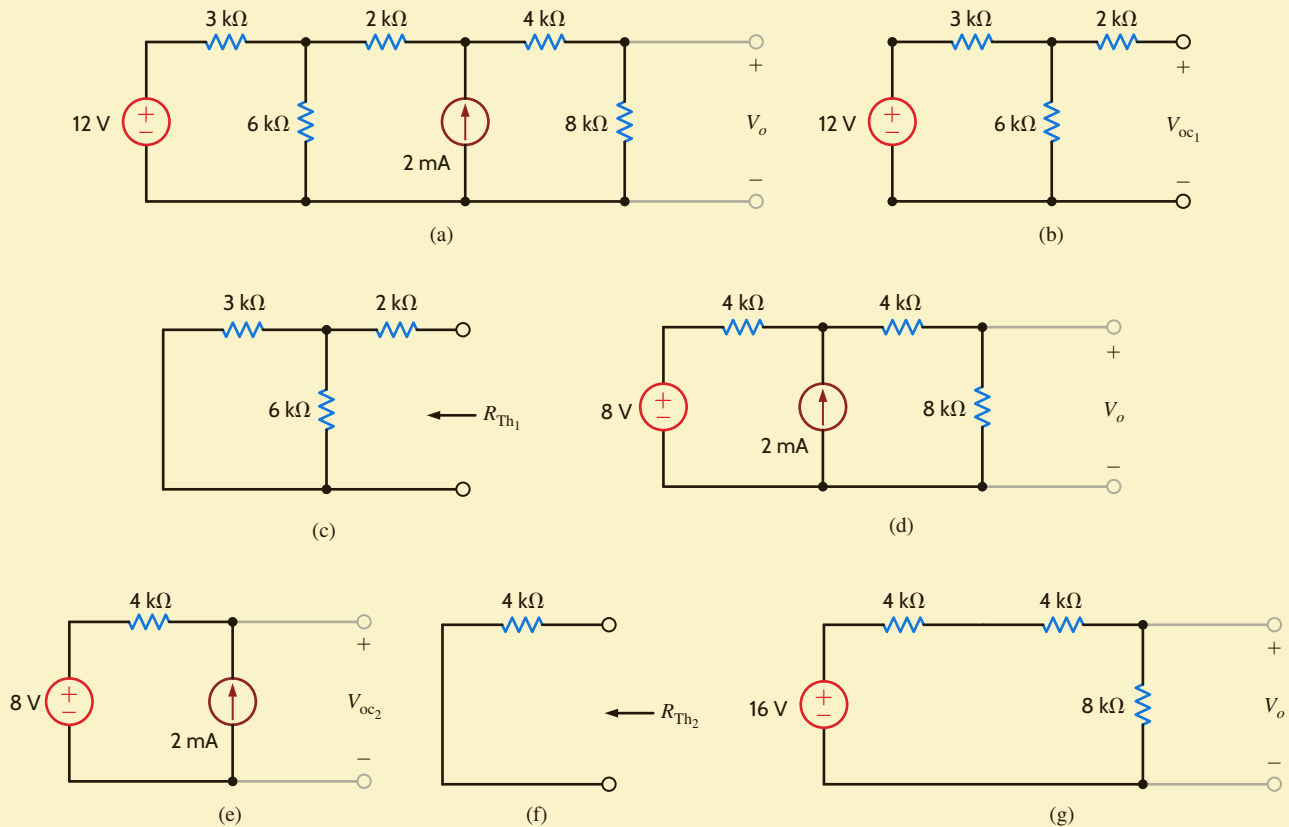 3 kΩ 2 kΩ 4 kΩ
12 V + − 6 kΩ 2 mA 8 kΩ + V_o −
(a)
3 kΩ 2 kΩ
12 V + − 6 kΩ + V_oc₁ −
(b)
3 kΩ 2 kΩ
6 kΩ R_Th₁
(c)
4 kΩ 4 kΩ
8 V + − 2 mA 8 kΩ + V_o −
(d)
4 kΩ
8 V + − 2 mA + V_oc₂ −
(e)
4 kΩ
R_Th₂
(f)
4 kΩ 4 kΩ
16 V + − 8 kΩ + V_o −
(g)